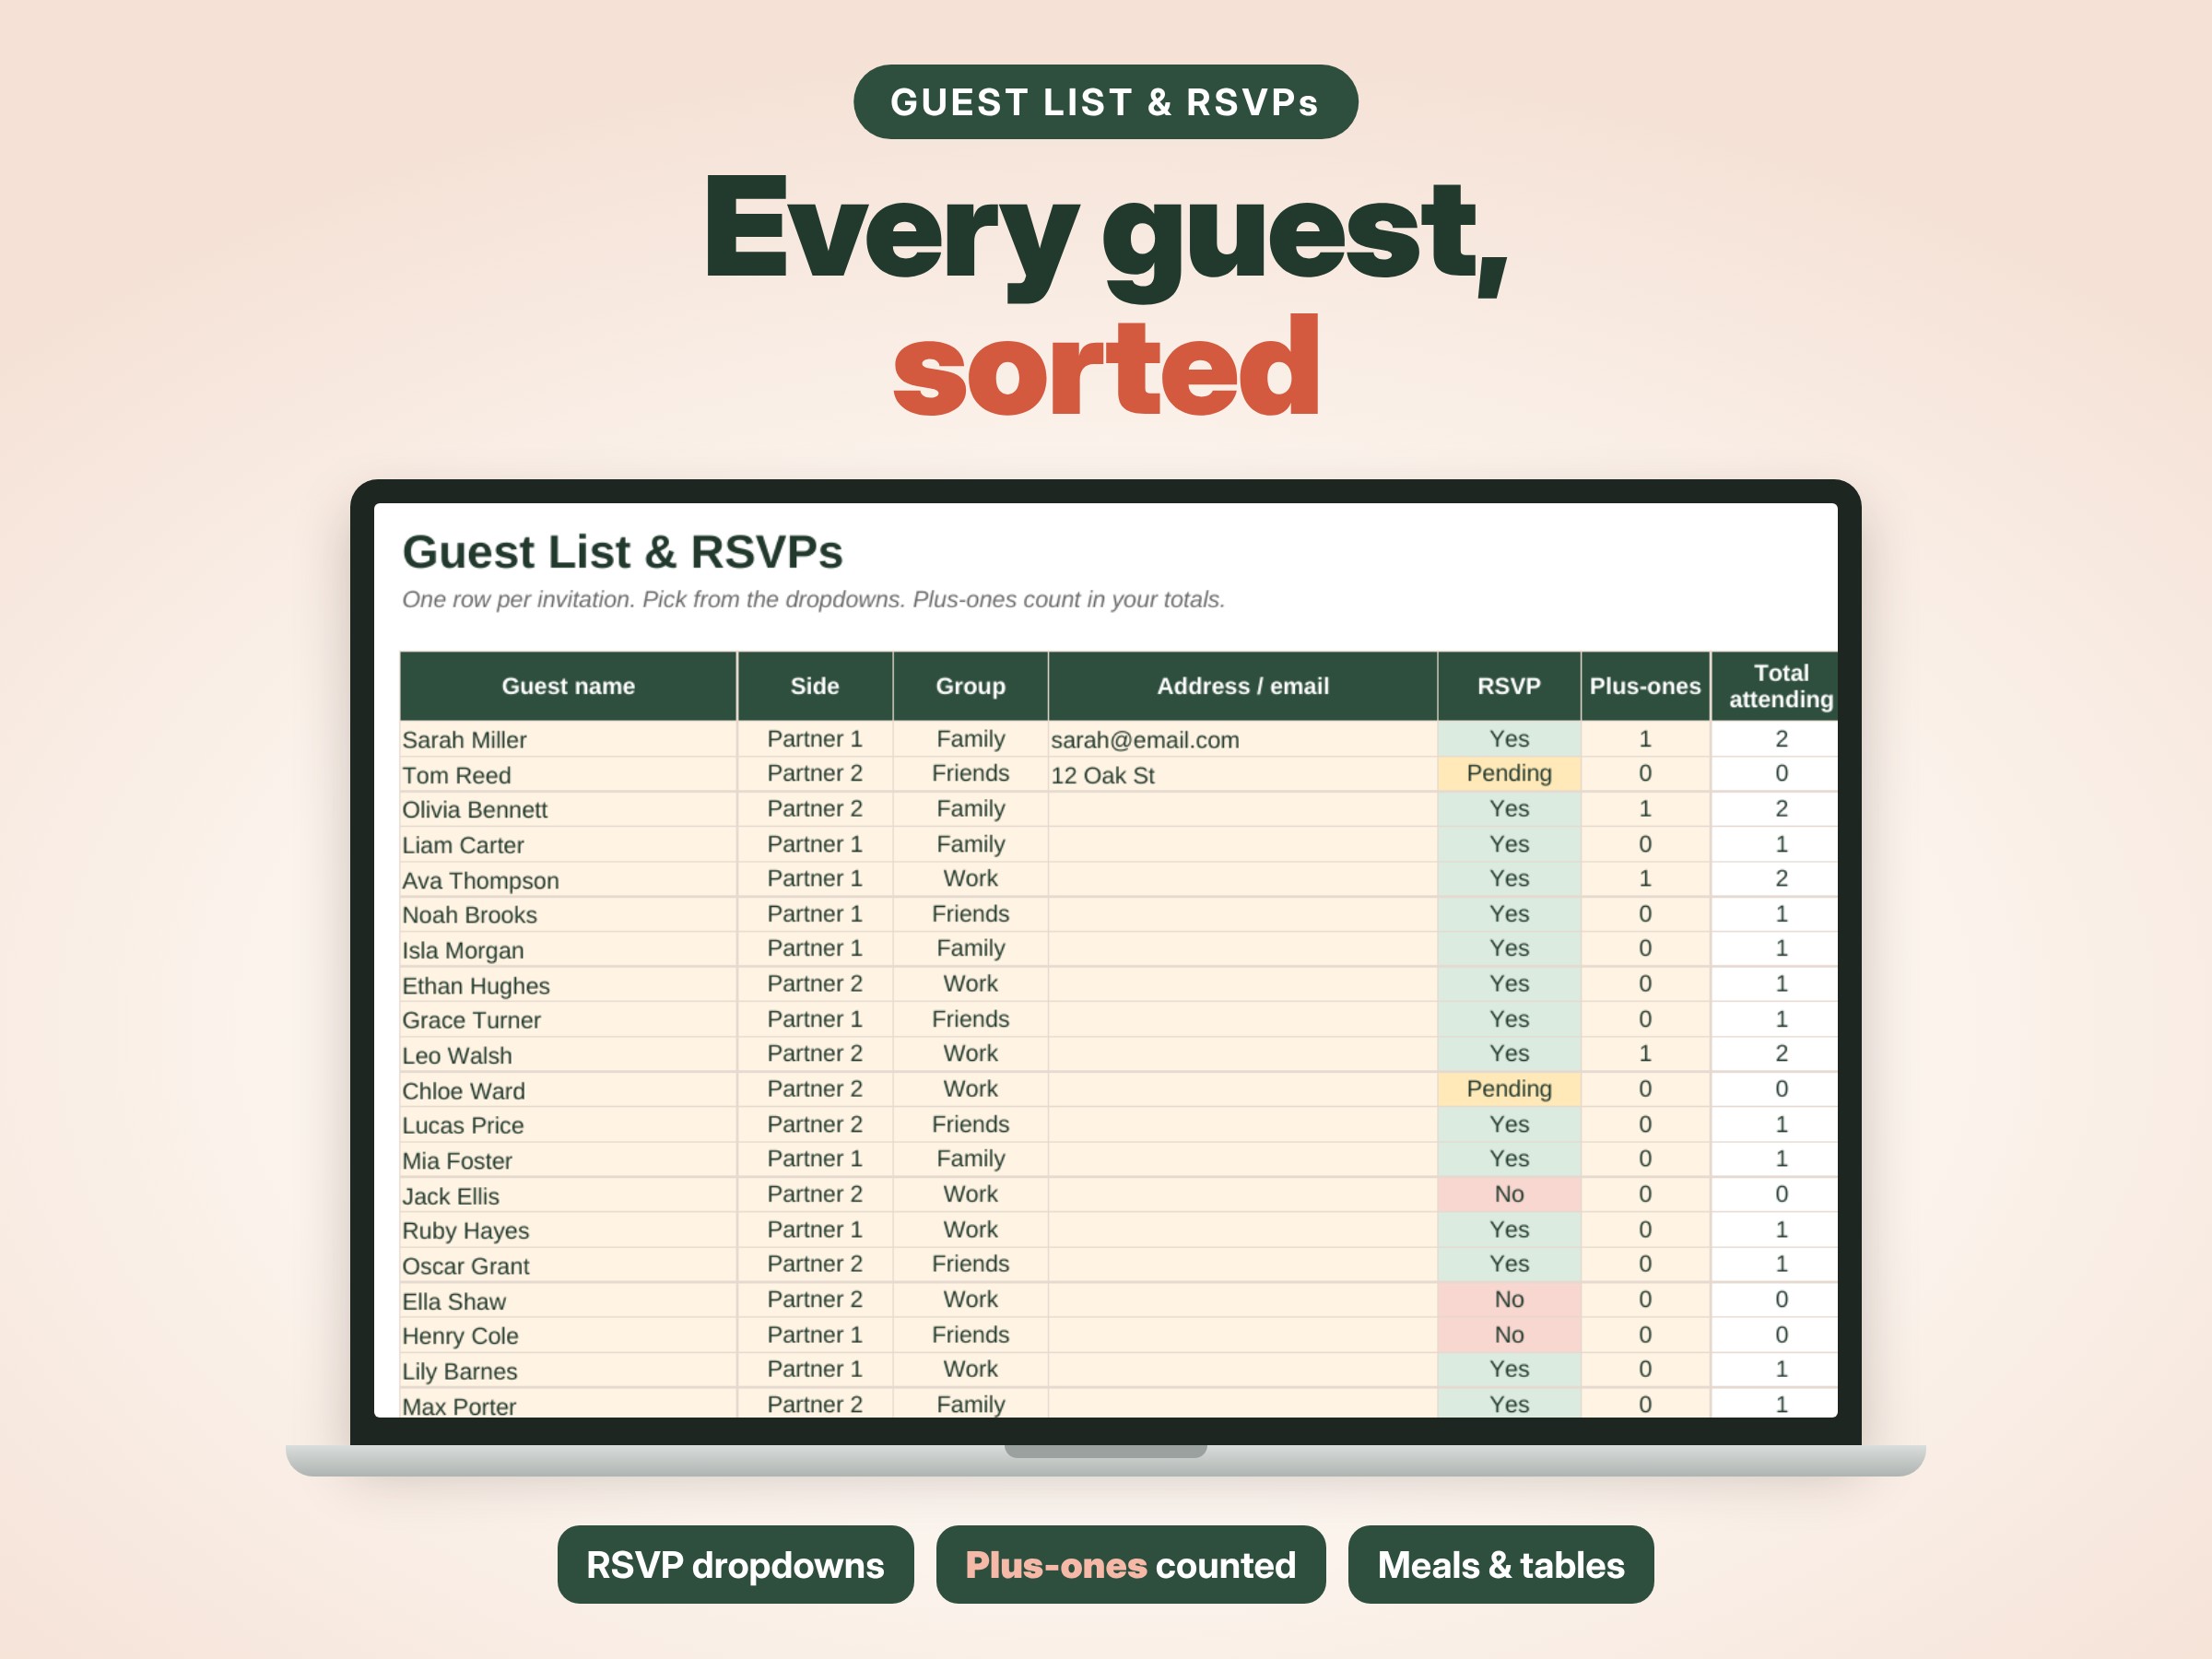 GUEST LIST & RSVPs
Every guest,
sorted
Guest List & RSVPs
One row per invitation. Pick from the dropdowns. Plus-ones count in your totals.
Guest name Side Group Address / email RSVP Plus-ones Total attending
Sarah Miller Partner 1 Family sarah@email.com Yes 1 2
Tom Reed Partner 2 Friends 12 Oak St Pending 0 0
Olivia Bennett Partner 2 Family Yes 1 2
Liam Carter Partner 1 Family Yes 0 1
Ava Thompson Partner 1 Work Yes 1 2
Noah Brooks Partner 1 Friends Yes 0 1
Isla Morgan Partner 1 Family Yes 0 1
Ethan Hughes Partner 2 Work Yes 0 1
Grace Turner Partner 1 Friends Yes 0 1
Leo Walsh Partner 2 Work Yes 1 2
Chloe Ward Partner 2 Work Pending 0 0
Lucas Price Partner 2 Friends Yes 0 1
Mia Foster Partner 1 Family Yes 0 1
Jack Ellis Partner 2 Work No 0 0
Ruby Hayes Partner 1 Work Yes 0 1
Oscar Grant Partner 2 Friends Yes 0 1
Ella Shaw Partner 2 Work No 0 0
Henry Cole Partner 1 Friends No 0 0
Lily Barnes Partner 1 Work Yes 0 1
Max Porter Partner 2 Family Yes 0 1
RSVP dropdowns
Plus-ones counted
Meals & tables